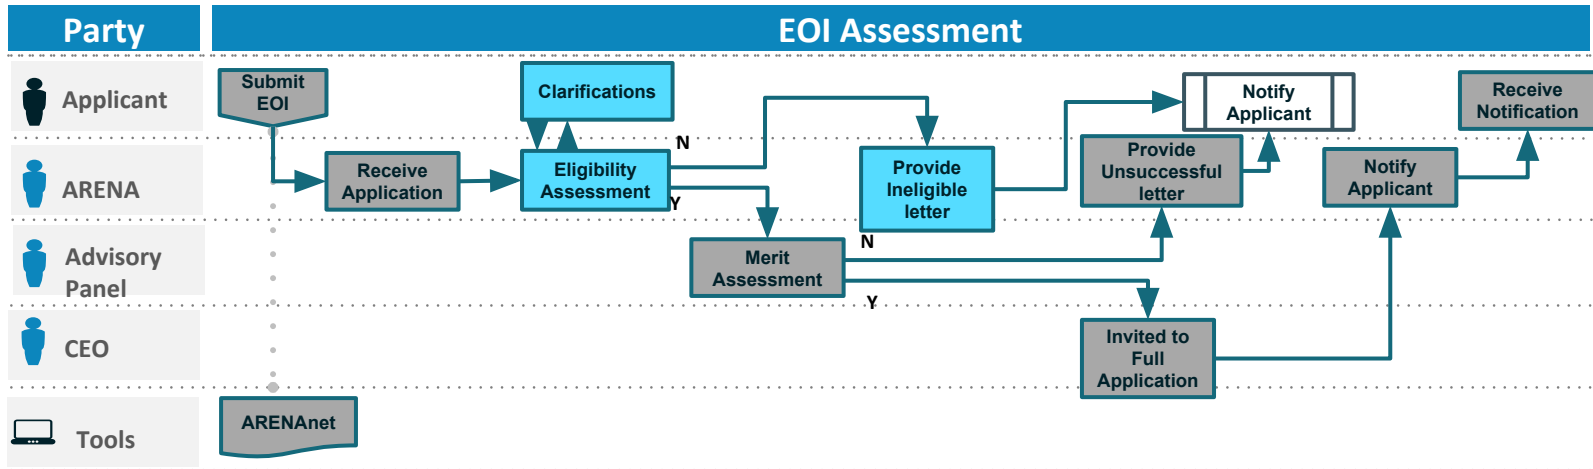 Party
EOI Assessment
Applicant
Submit
EOI
Clarifications
Notify
Applicant
Receive
Notification
N
ARENA
Receive
Application
Eligibility
Assessment
Y
Provide
Ineligible
letter
Provide
Unsuccessful
letter
Notify
Applicant
Advisory
Panel
Merit
Assessment
N
Y
CEO
Invited to
Full
Application
Tools
ARENAnet